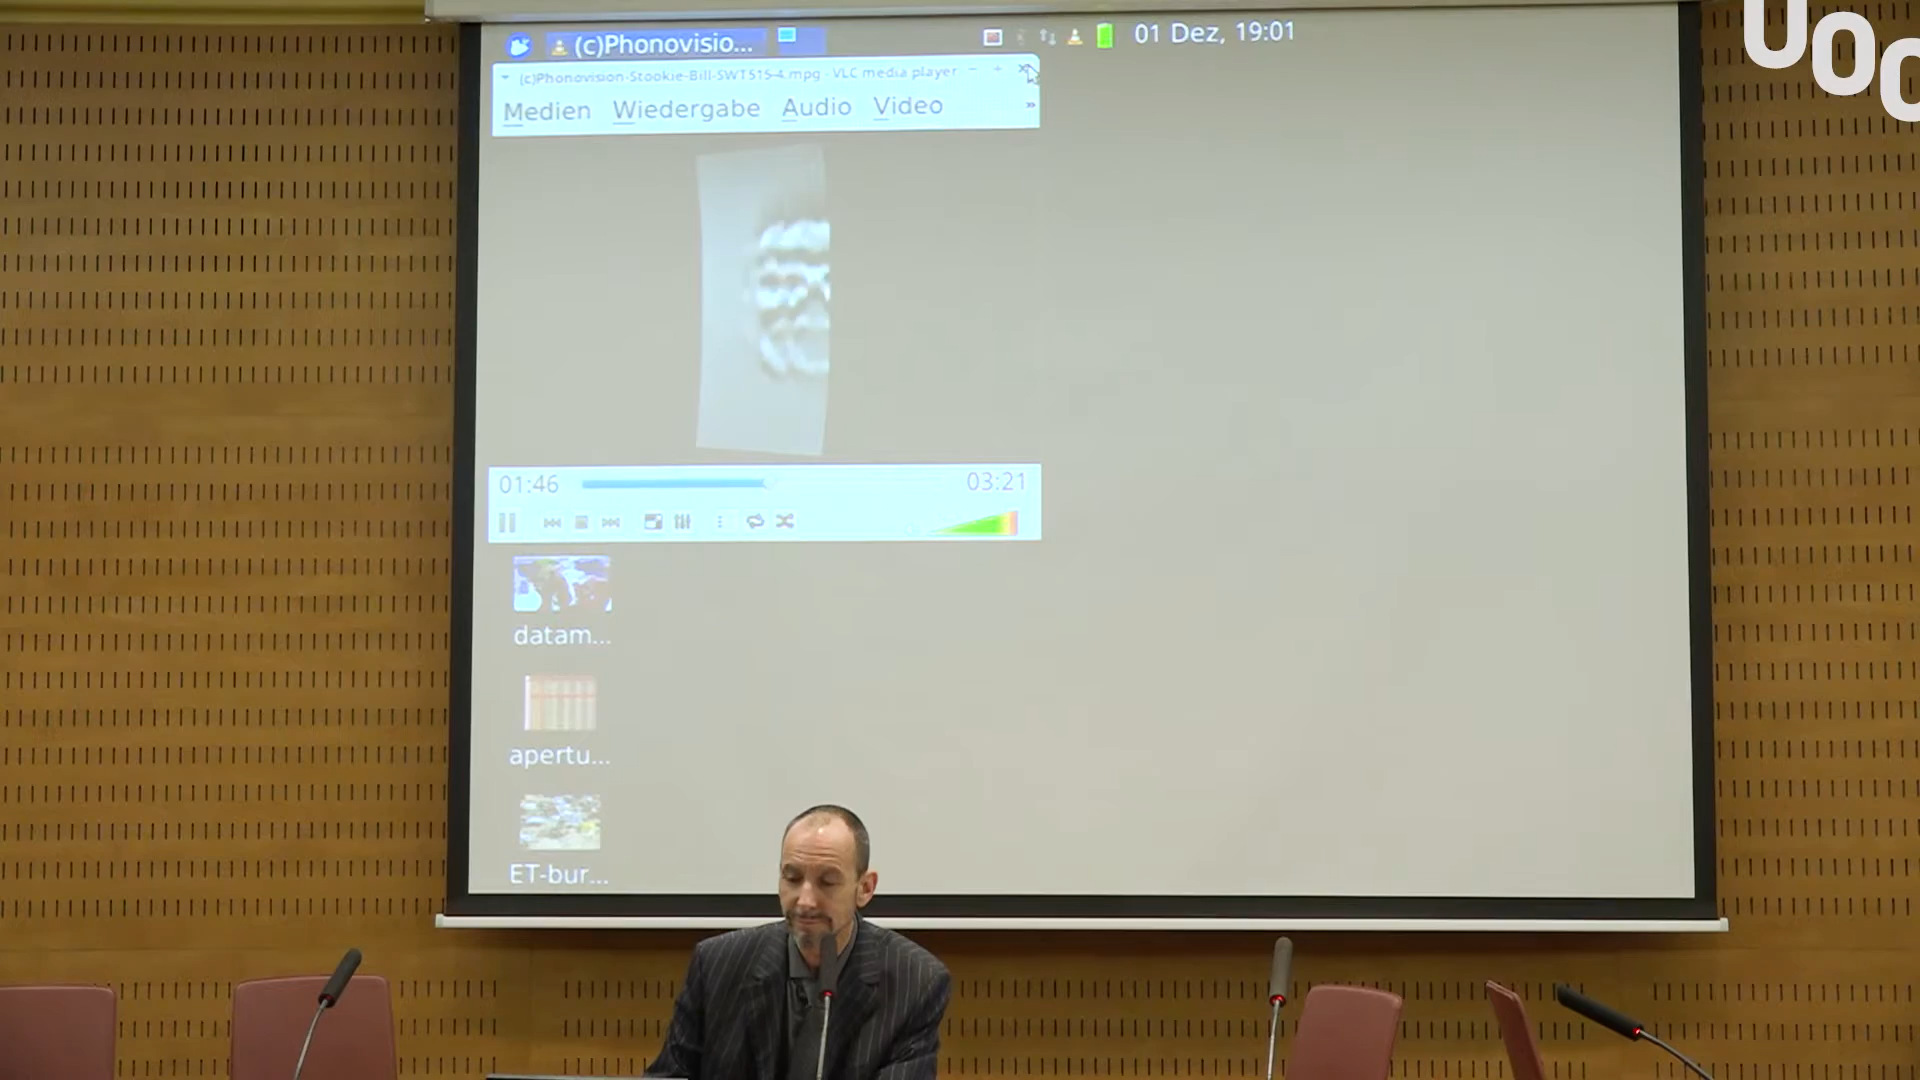 UOC
(c)Phonovisio... 01 Dez, 19:01
(c)Phonovision-Stookie-Bill-SWT515-4.mpg - VLC media player
Medien Wiedergabe Audio Video »
01:46 03:21
datam...
apertu...
ET-bur...